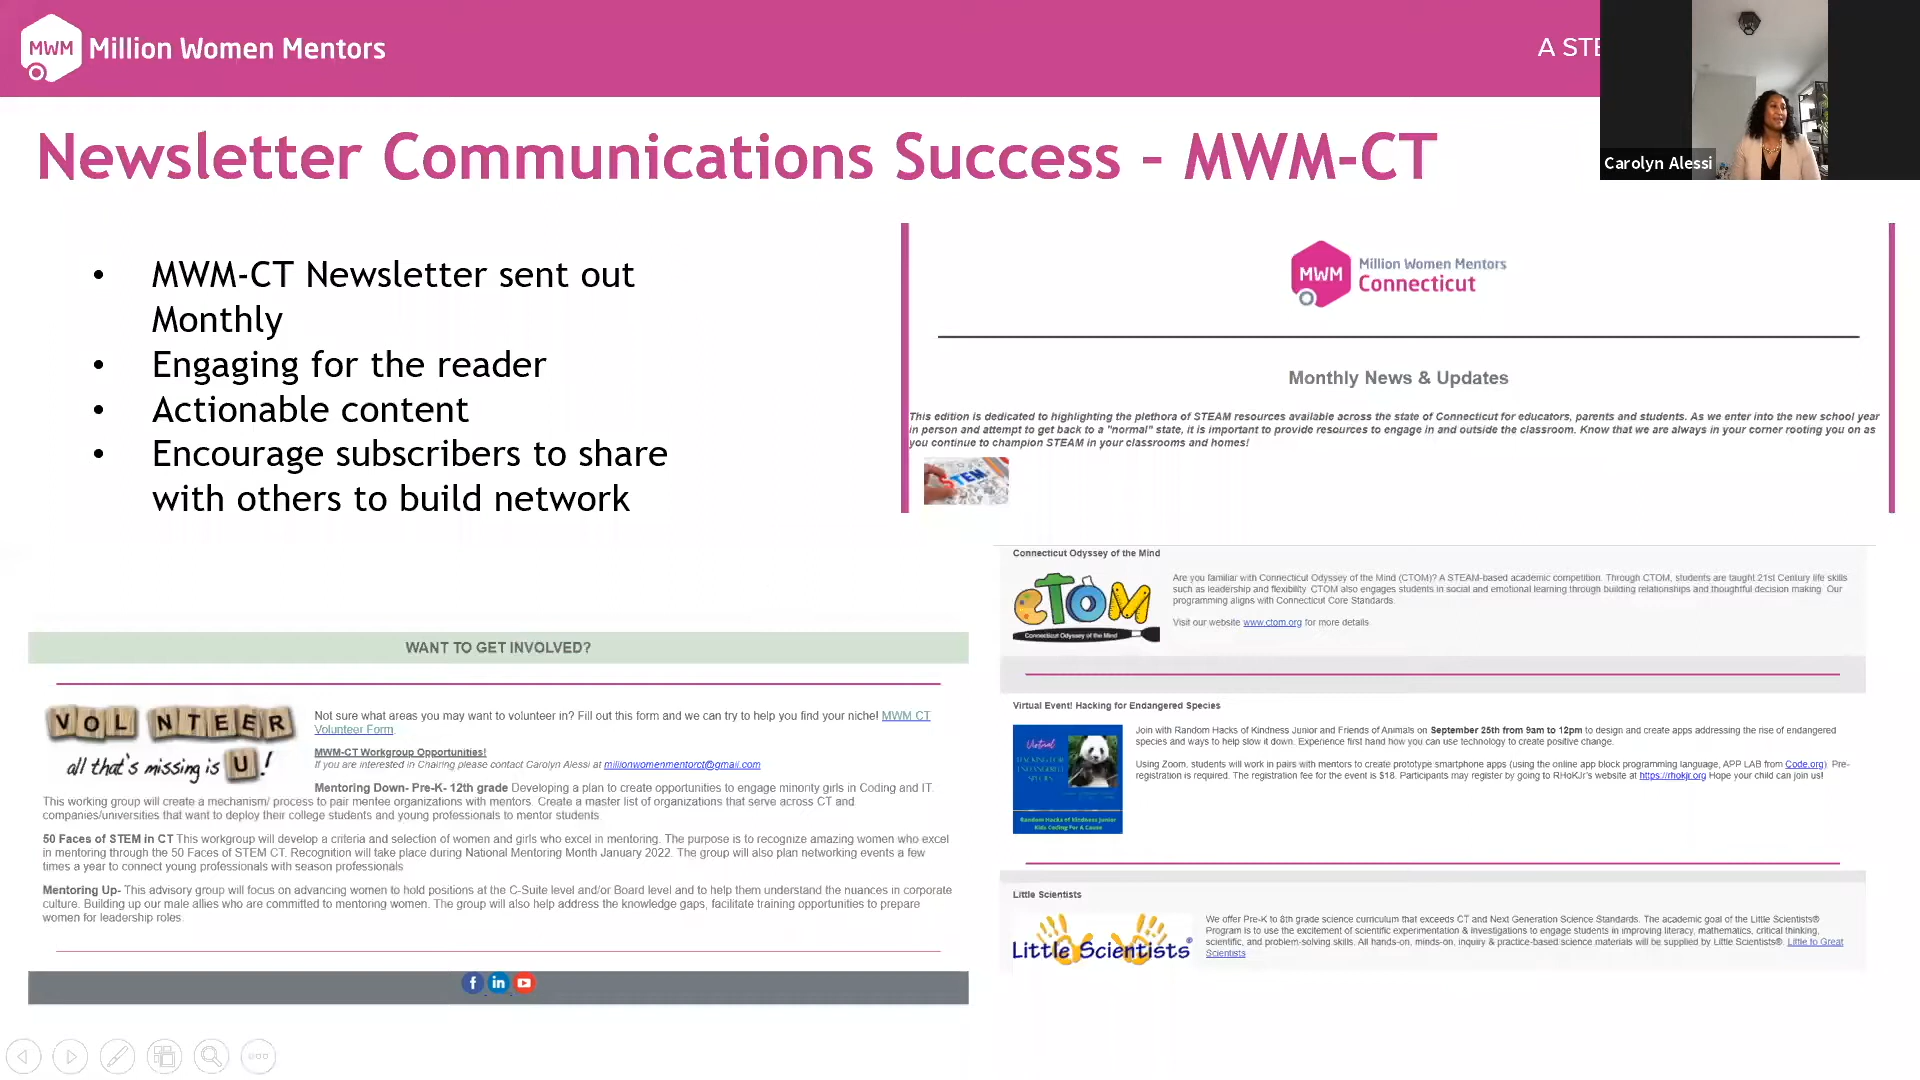 MWM Million Women Mentors
A STE
Carolyn Alessi
Newsletter Communications Success – MWM-CT
• MWM-CT Newsletter sent out
Monthly
• Engaging for the reader
• Actionable content
• Encourage subscribers to share
with others to build network
MWM Million Women Mentors
Connecticut
Monthly News & Updates
This edition is dedicated to highlighting the plethora of STEAM resources available across the state of Connecticut for educators, parents and students. As we enter into the new school year
in person and attempt to get back to a "normal" state, it is important to provide resources to engage in and outside the classroom. Know that we are always in your corner rooting you on as
you continue to champion STEAM in your classrooms and homes!
STEM
WANT TO GET INVOLVED?
VOL NTEER
all that's missing is U!
Not sure what areas you may want to volunteer in? Fill out this form and we can try to help you find your niche! MWM CT
Volunteer Form.
MWM-CT Workgroup Opportunities!
If you are interested in Chairing please contact Carolyn Alessi at millionwomenmentorct@gmail.com
Mentoring Down- Pre-K- 12th grade Developing a plan to create opportunities to engage minority girls in Coding and IT.
This working group will create a mechanism/ process to pair mentee organizations with mentors. Create a master list of organizations that serve across CT and
companies/universities that want to deploy their college students and young professionals to mentor students.
50 Faces of STEM in CT This workgroup will develop a criteria and selection of women and girls who excel in mentoring. The purpose is to recognize amazing women who excel
in mentoring through the 50 Faces of STEM CT. Recognition will take place during National Mentoring Month January 2022. The group will also plan networking events a few
times a year to connect young professionals with season professionals
Mentoring Up- This advisory group will focus on advancing women to hold positions at the C-Suite level and/or Board level and to help them understand the nuances in corporate
culture. Building up our male allies who are committed to mentoring women. The group will also help address the knowledge gaps, facilitate training opportunities to prepare
women for leadership roles.
f in
Connecticut Odyssey of the Mind
CTOM
Connecticut Odyssey of the Mind
Are you familiar with Connecticut Odyssey of the Mind (CTOM)? A STEAM-based academic competition. Through CTOM, students are taught 21st Century life skills
such as leadership and flexibility. CTOM also engages students in social and emotional learning through building relationships and thoughtful decision making. Our
programming aligns with Connecticut Core Standards.
Visit our website www.ctom.org for more details.
Virtual Event! Hacking for Endangered Species
Virtual
HACKING FOR
ENDANGERED
SPECIES
Random Hacks of Kindness Junior
Kids Coding For A Cause
Join with Random Hacks of Kindness Junior and Friends of Animals on September 25th from 9am to 12pm to design and create apps addressing the rise of endangered
species and ways to help slow it down. Experience first hand how you can use technology to create positive change.
Using Zoom, students will work in pairs with mentors to create prototype smartphone apps (using the online app block programming language, APP LAB from Code.org). Pre-
registration is required. The registration fee for the event is $18. Participants may register by going to RHoKJr's website at https://rhokjr.org Hope your child can join us!
Little Scientists
Little Scientists®
We offer Pre-K to 8th grade science curriculum that exceeds CT and Next Generation Science Standards. The academic goal of the Little Scientists®
Program is to use the excitement of scientific experimentation & investigations to engage students in improving literacy, mathematics, critical thinking,
scientific, and problem-solving skills. All hands-on, minds-on, inquiry & practice-based science materials will be supplied by Little Scientists®. Little to Great
Scientists